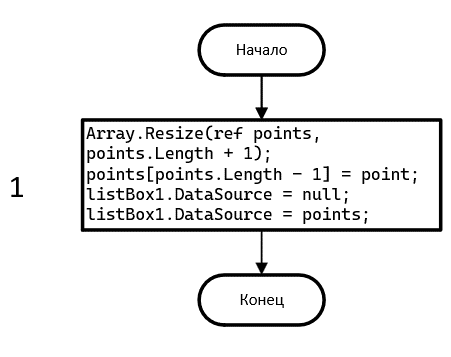 Начало
Array.Resize(ref points,
points.Length + 1);
points[points.Length - 1] = point;
listBox1.DataSource = null;
listBox1.DataSource = points;
1
Конец